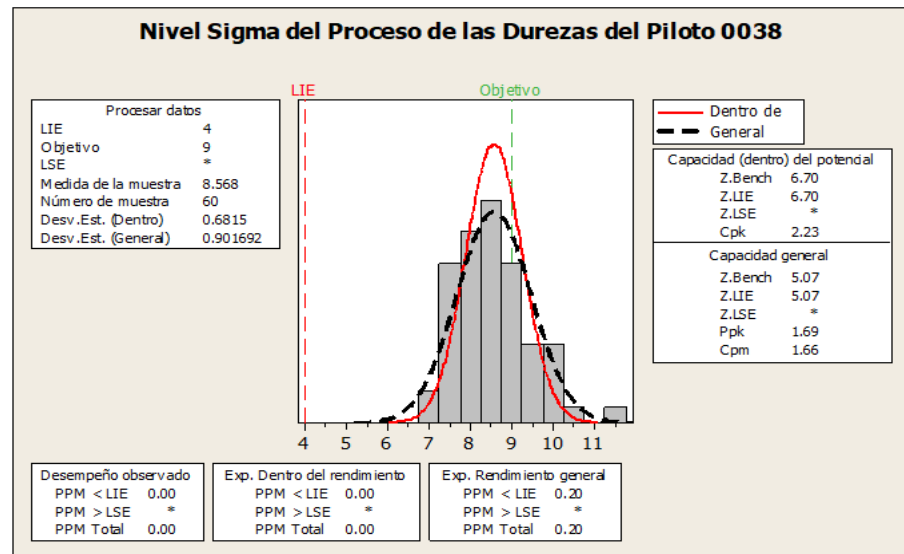 Nivel Sigma del Proceso de las Durezas del Piloto 0038
LIE Objetivo
Procesar datos
LIE 4
Objetivo 9
LSE *
Medida de la muestra 8.568
Número de muestra 60
Desv.Est. (Dentro) 0.6815
Desv.Est. (General) 0.901692
Dentro de
General
Capacidad (dentro) del potencial
Z.Bench 6.70
Z.LIE 6.70
Z.LSE *
Cpk 2.23
Capacidad general
Z.Bench 5.07
Z.LIE 5.07
Z.LSE *
Ppk 1.69
Cpm 1.66
4 5 6 7 8 9 10 11
Desempeño observado
PPM < LIE 0.00
PPM > LSE *
PPM Total 0.00
Exp. Dentro del rendimiento
PPM < LIE 0.00
PPM > LSE *
PPM Total 0.00
Exp. Rendimiento general
PPM < LIE 0.20
PPM > LSE *
PPM Total 0.20